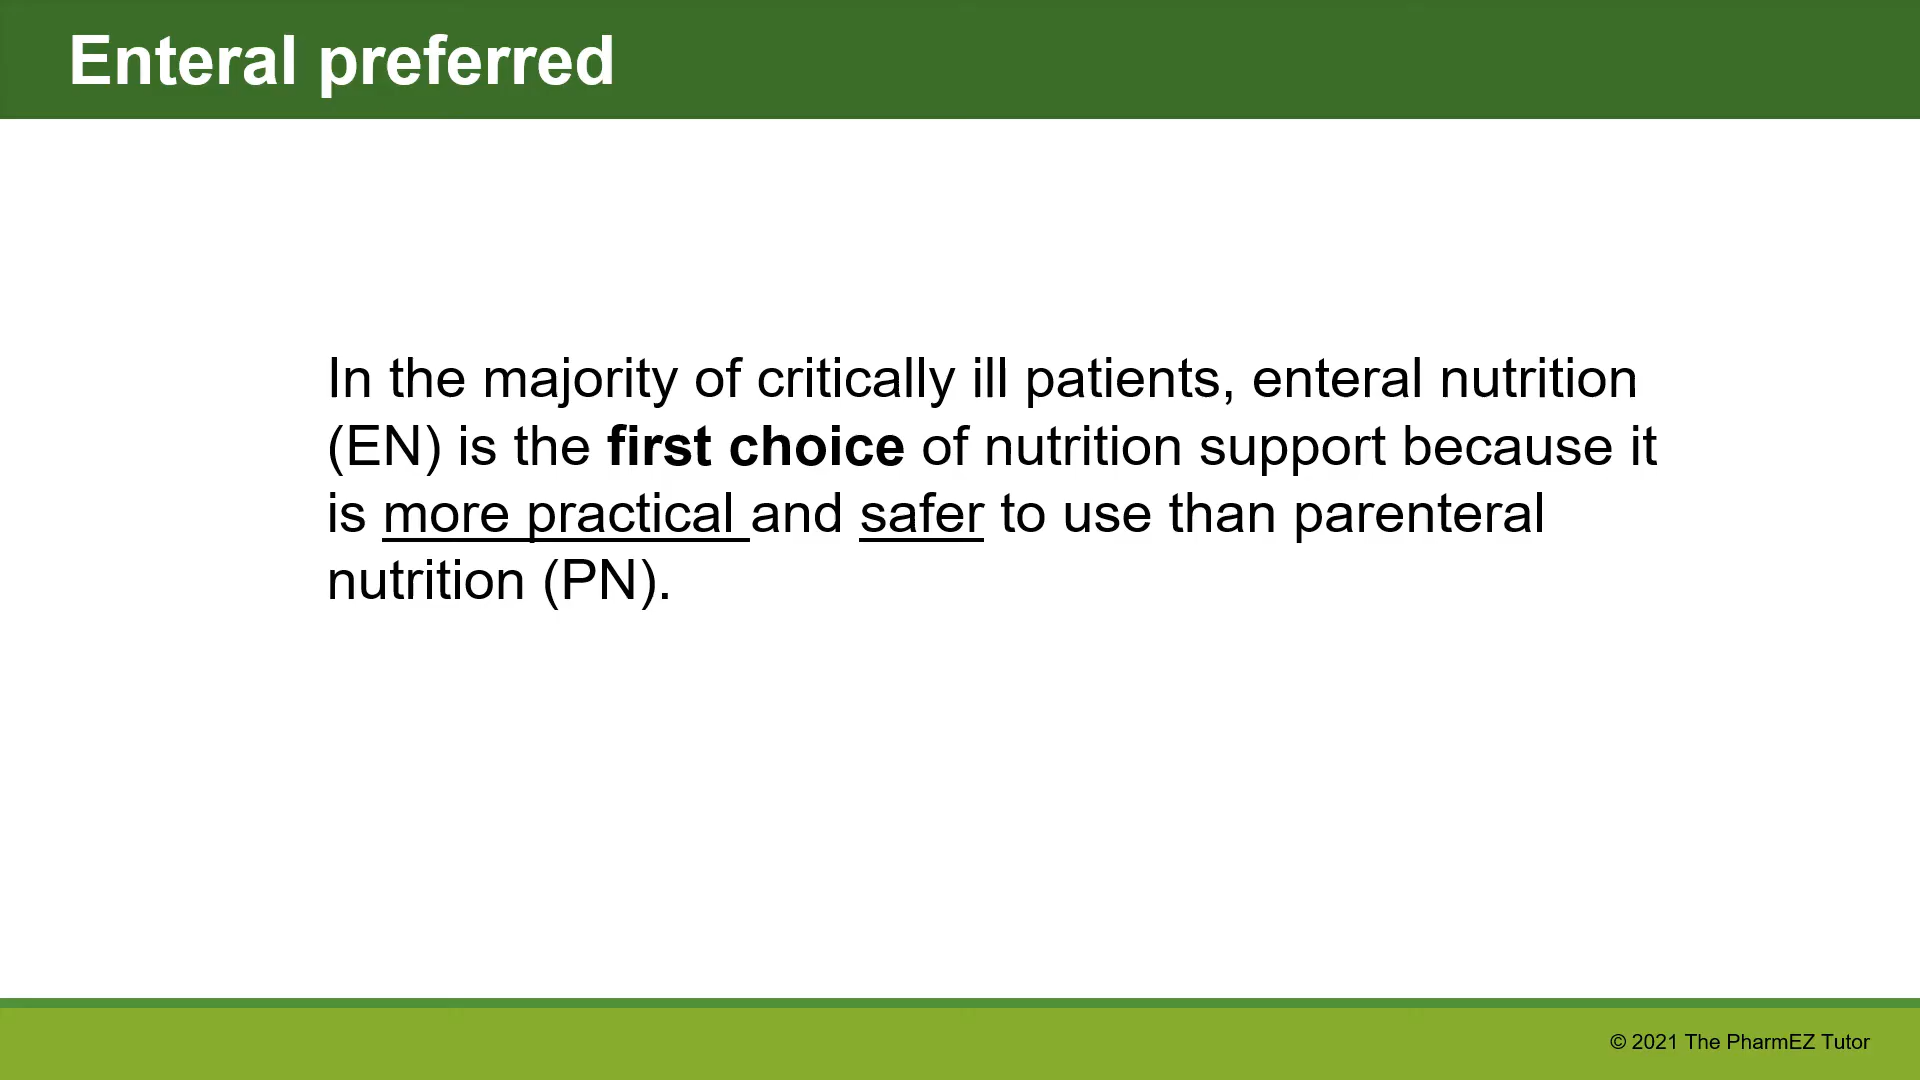 Enteral preferred
In the majority of critically ill patients, enteral nutrition
(EN) is the first choice of nutrition support because it
is more practical and safer to use than parenteral
nutrition (PN).
© 2021 The PharmEZ Tutor